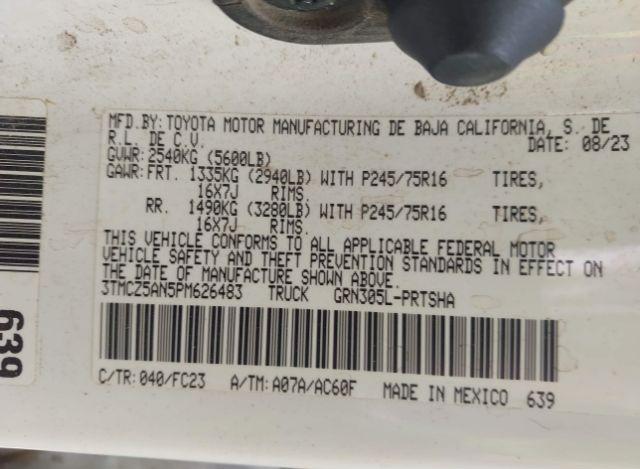 MFD.BY: TOYOTA MOTOR MANUFACTURING DE BAJA CALIFORNIA, S. DE
R.L. DE C.V. DATE: 08/23
GVWR: 2540KG (5600LB)
GAWR: FRT. 1335KG (2940LB) WITH P245/75R16 TIRES,
16X7J RIMS.
RR. 1490KG (3280LB) WITH P245/75R16 TIRES,
16X7J RIMS.
THIS VEHICLE CONFORMS TO ALL APPLICABLE FEDERAL MOTOR
VEHICLE SAFETY AND THEFT PREVENTION STANDARDS IN EFFECT ON
THE DATE OF MANUFACTURE SHOWN ABOVE.
3TMCZ5AN5PM626483 TRUCK GRN305L-PRTSHA
C/TR: 040/FC23 A/TM: A07A/AC60F MADE IN MEXICO 639
639